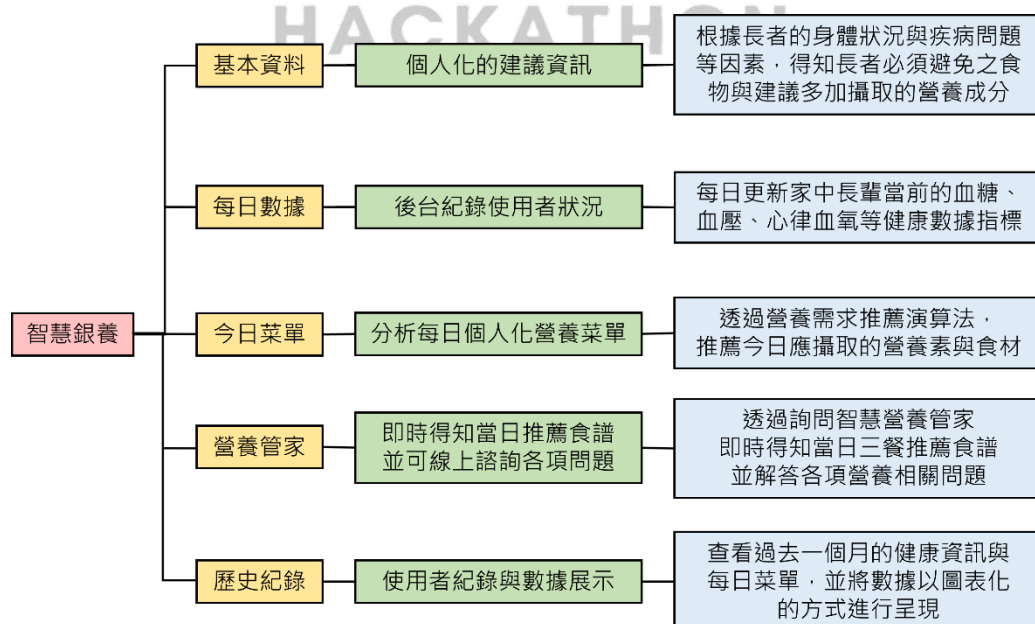 HACKATHON
基本資料
個人化的建議資訊
根據長者的身體狀況與疾病問題
等因素，得知長者必須避免之食
物與建議多加攝取的營養成分
每日數據
後台紀錄使用者狀況
每日更新家中長輩當前的血糖、
血壓、心律血氧等健康數據指標
智慧銀養
今日菜單
分析每日個人化營養菜單
透過營養需求推薦演算法，
推薦今日應攝取的營養素與食材
營養管家
即時得知當日推薦食譜
並可線上諮詢各項問題
透過詢問智慧營養管家
即時得知當日三餐推薦食譜
並解答各項營養相關問題
歷史紀錄
使用者紀錄與數據展示
查看過去一個月的健康資訊與
每日菜單，並將數據以圖表化
的方式進行呈現